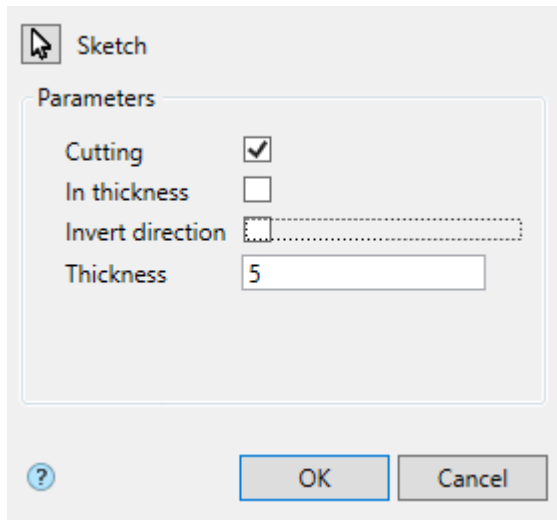 Sketch
Parameters
Cutting
In thickness
Invert direction
Thickness 5
?
OK Cancel